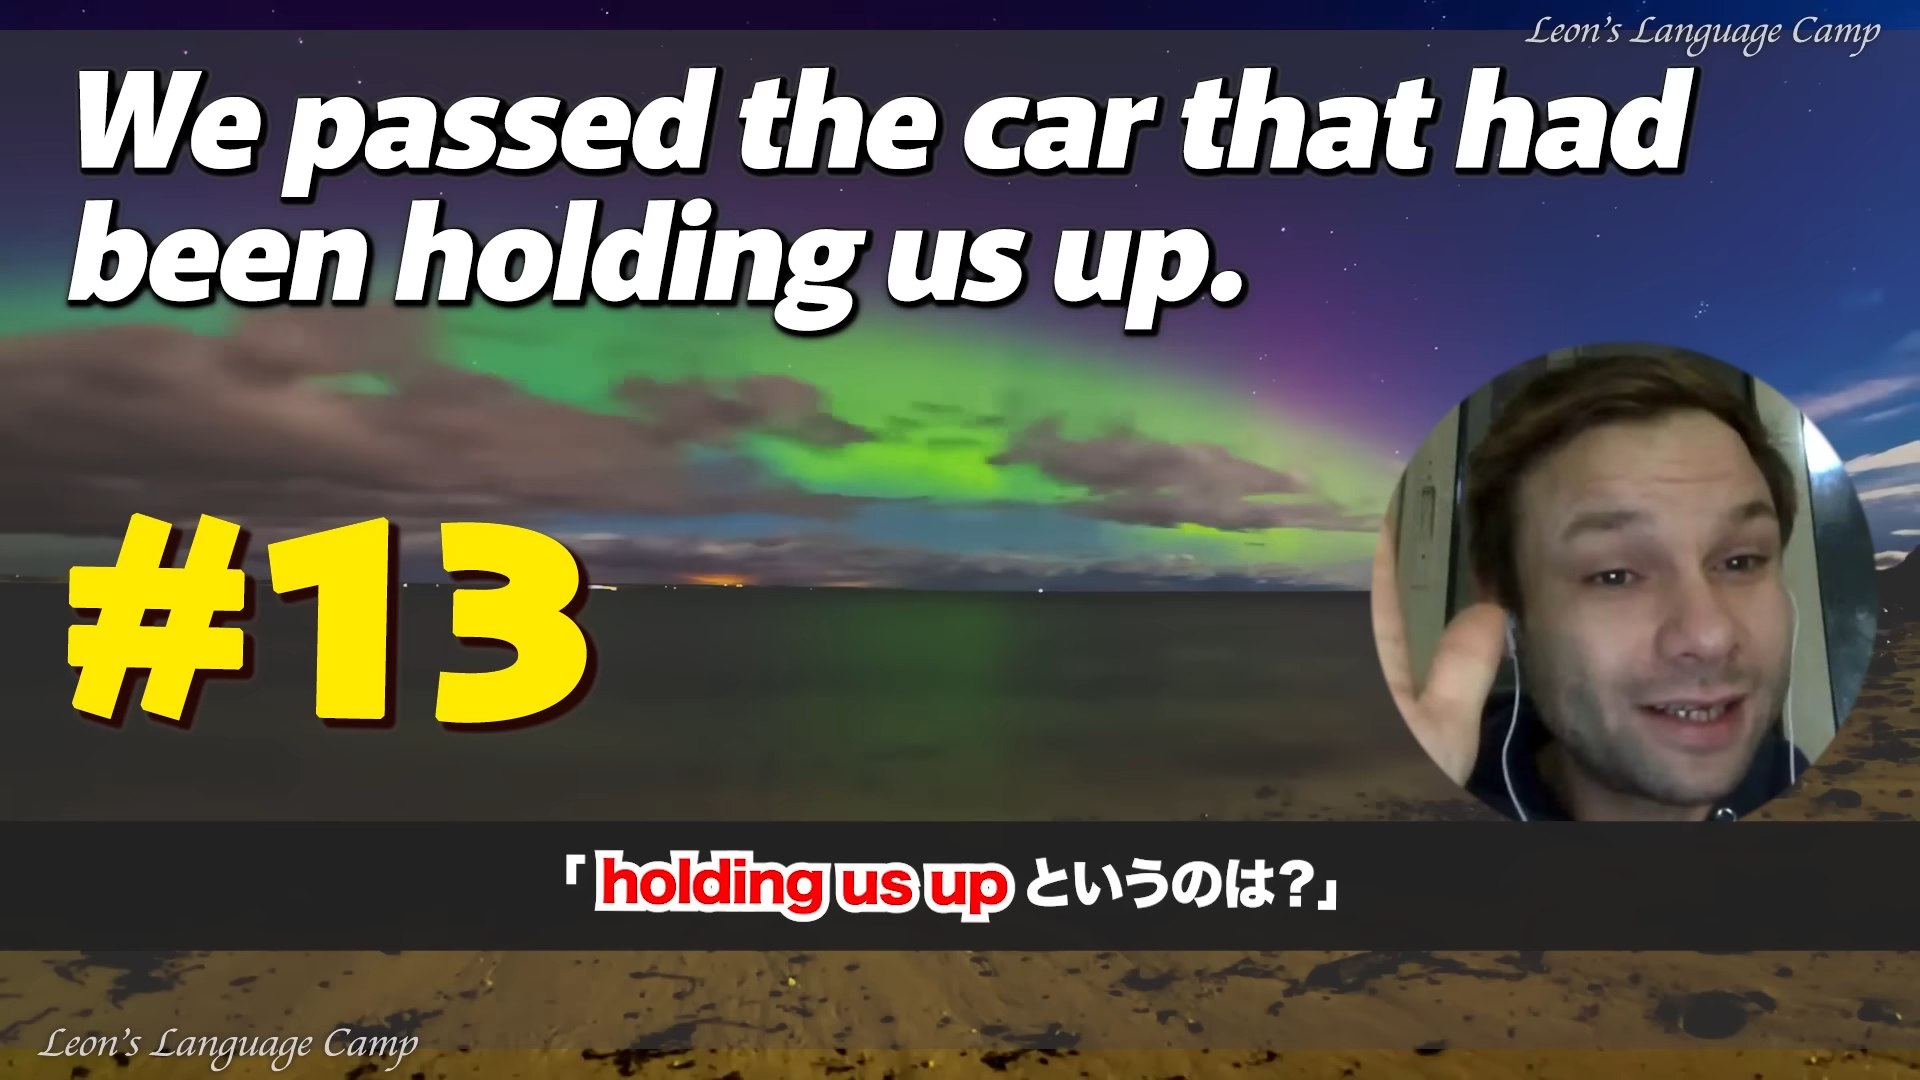 Leon's Language Camp
We passed the car that had
been holding us up.
#13
「holding us up というのは?」
Leon's Language Camp